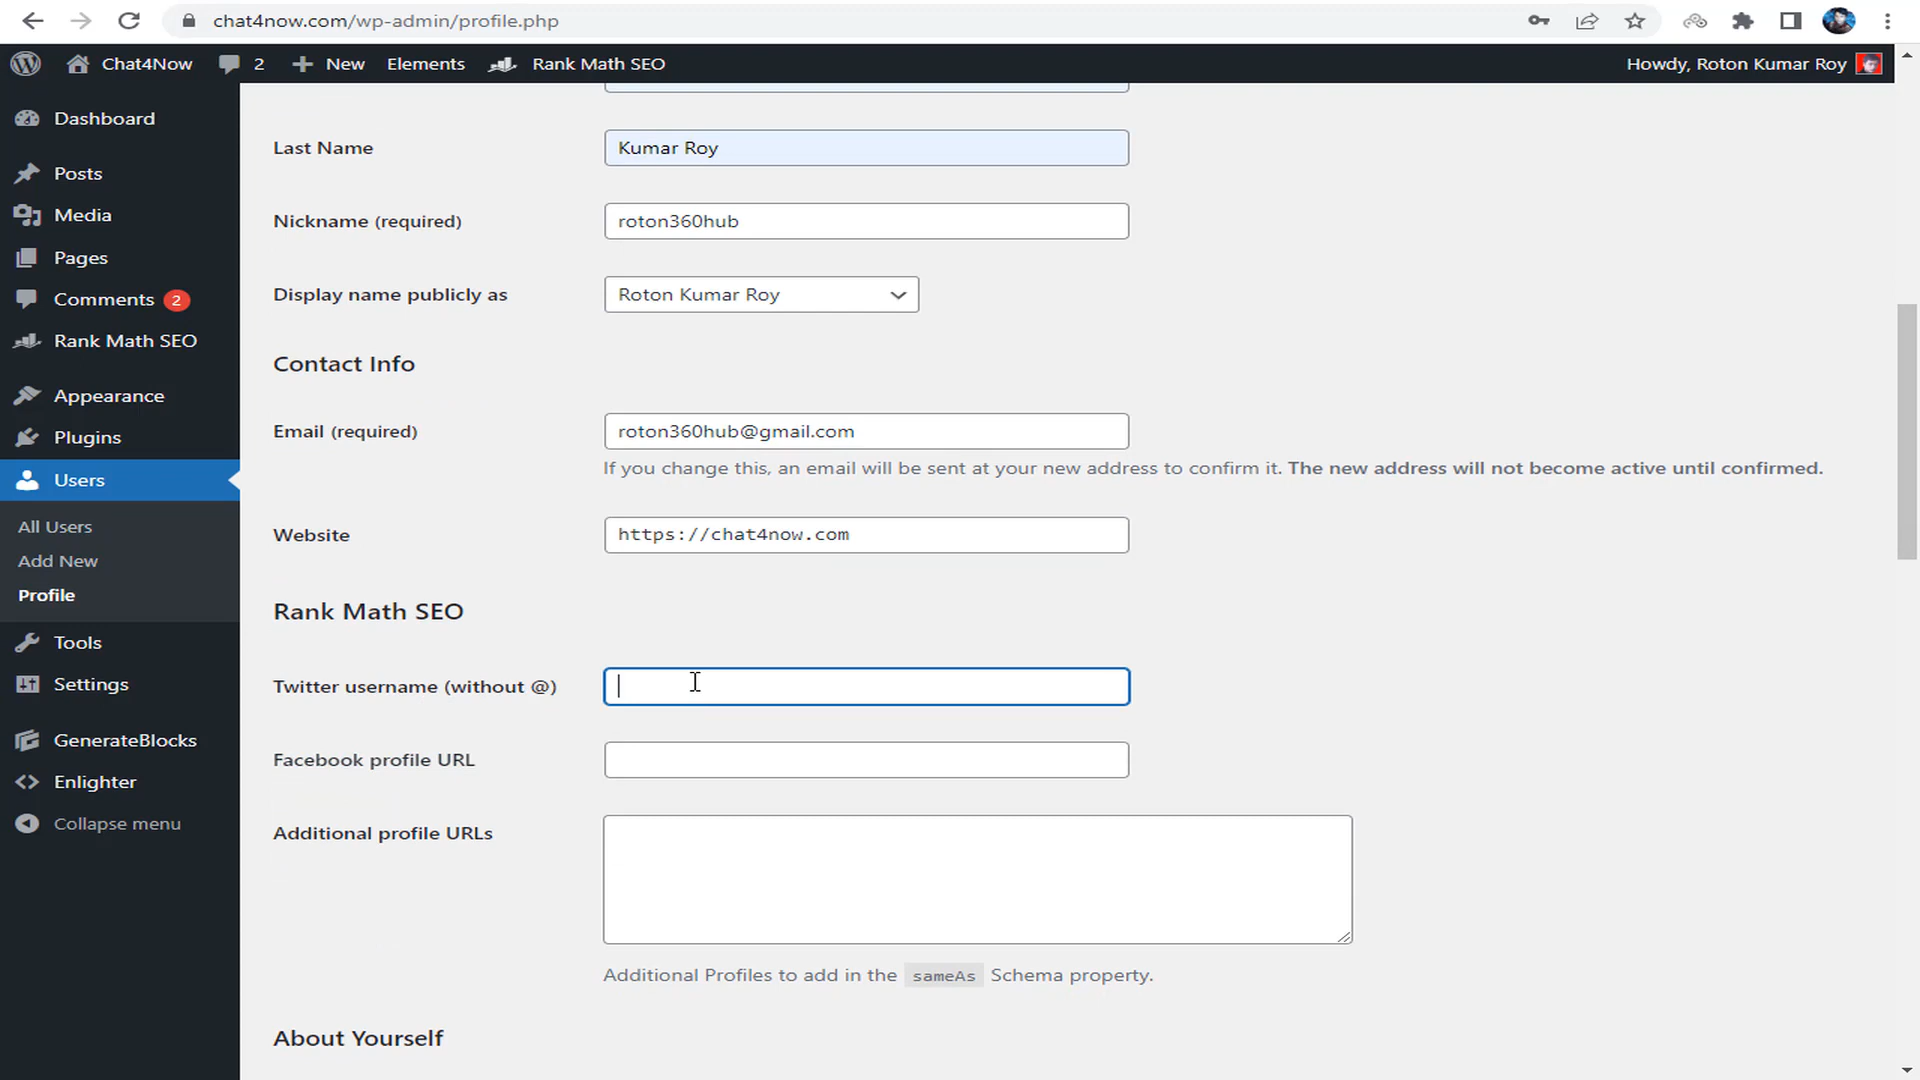 chat4now.com/wp-admin/profile.php
Chat4Now 2 New Elements Rank Math SEO Howdy, Roton Kumar Roy
Dashboard
Posts
Media
Pages
Comments 2
Rank Math SEO
Appearance
Plugins
Users
All Users
Add New
Profile
Tools
Settings
GenerateBlocks
Enlighter
Collapse menu
Last Name Kumar Roy
Nickname (required) roton360hub
Display name publicly as Roton Kumar Roy
Contact Info
Email (required) roton360hub@gmail.com
If you change this, an email will be sent at your new address to confirm it. The new address will not become active until confirmed.
Website https://chat4now.com
Rank Math SEO
Twitter username (without @)
Facebook profile URL
Additional profile URLs
Additional Profiles to add in the sameAs Schema property.
About Yourself